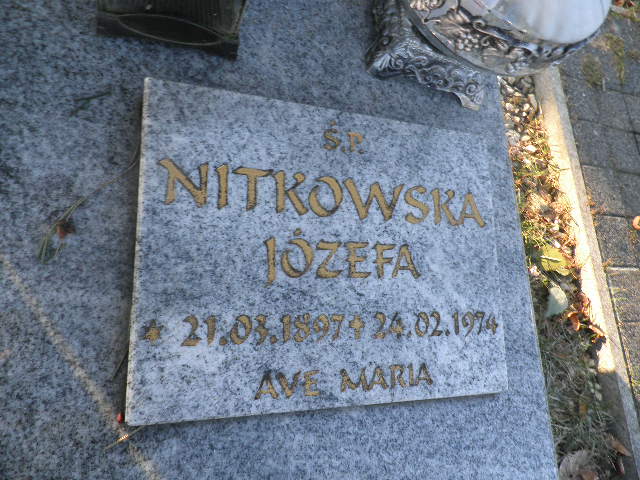 Ś.P.
NITKOWSKA
JÓZEFA
* 21.03.1897 + 24.02.1974
AVE MARIA